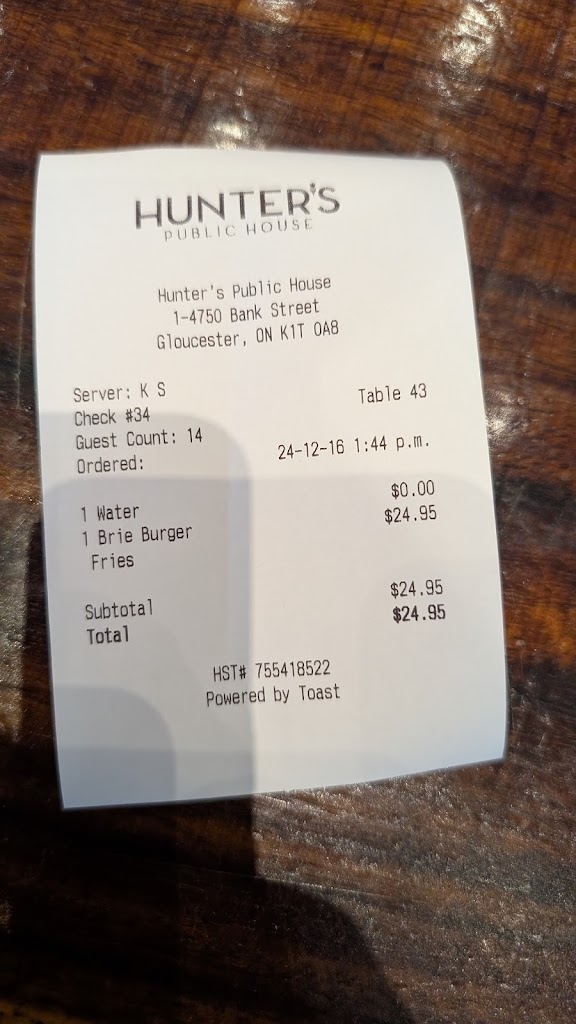 HUNTER'S
PUBLIC HOUSE
Hunter's Public House
1-4750 Bank Street
Gloucester, ON K1T 0A8
Server: K S Table 43
Check #34
Guest Count: 14
Ordered: 24-12-16 1:44 p.m.
1 Water $0.00
1 Brie Burger $24.95
Fries
Subtotal $24.95
Total $24.95
HST# 755418522
Powered by Toast